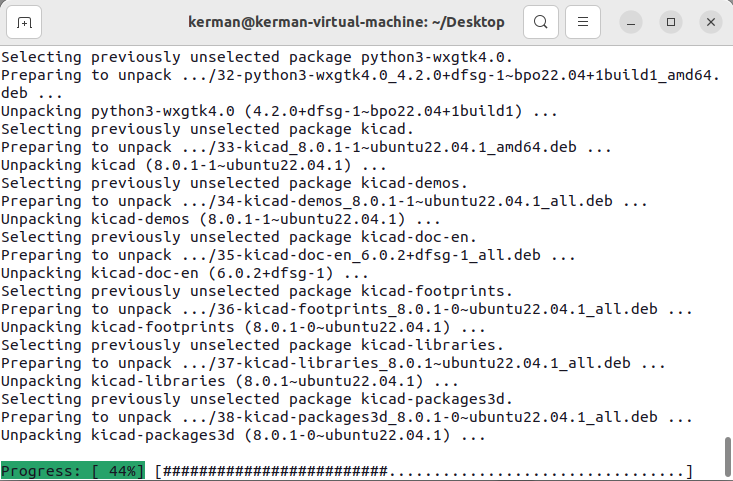 kerman@kerman-virtual-machine: ~/Desktop
Selecting previously unselected package python3-wxgtk4.0.
Preparing to unpack .../32-python3-wxgtk4.0_4.2.0+dfsg-1~bpo22.04+1build1_amd64.
deb ...
Unpacking python3-wxgtk4.0 (4.2.0+dfsg-1~bpo22.04+1build1) ...
Selecting previously unselected package kicad.
Preparing to unpack .../33-kicad_8.0.1-1~ubuntu22.04.1_amd64.deb ...
Unpacking kicad (8.0.1-1~ubuntu22.04.1) ...
Selecting previously unselected package kicad-demos.
Preparing to unpack .../34-kicad-demos_8.0.1-1~ubuntu22.04.1_all.deb ...
Unpacking kicad-demos (8.0.1-1~ubuntu22.04.1) ...
Selecting previously unselected package kicad-doc-en.
Preparing to unpack .../35-kicad-doc-en_6.0.2+dfsg-1_all.deb ...
Unpacking kicad-doc-en (6.0.2+dfsg-1) ...
Selecting previously unselected package kicad-footprints.
Preparing to unpack .../36-kicad-footprints_8.0.1-0~ubuntu22.04.1_all.deb ...
Unpacking kicad-footprints (8.0.1-0~ubuntu22.04.1) ...
Selecting previously unselected package kicad-libraries.
Preparing to unpack .../37-kicad-libraries_8.0.1~ubuntu22.04.1_all.deb ...
Unpacking kicad-libraries (8.0.1~ubuntu22.04.1) ...
Selecting previously unselected package kicad-packages3d.
Preparing to unpack .../38-kicad-packages3d_8.0.1-0~ubuntu22.04.1_all.deb ...
Unpacking kicad-packages3d (8.0.1-0~ubuntu22.04.1) ...
Progress: [ 44%] [#########################.................................]